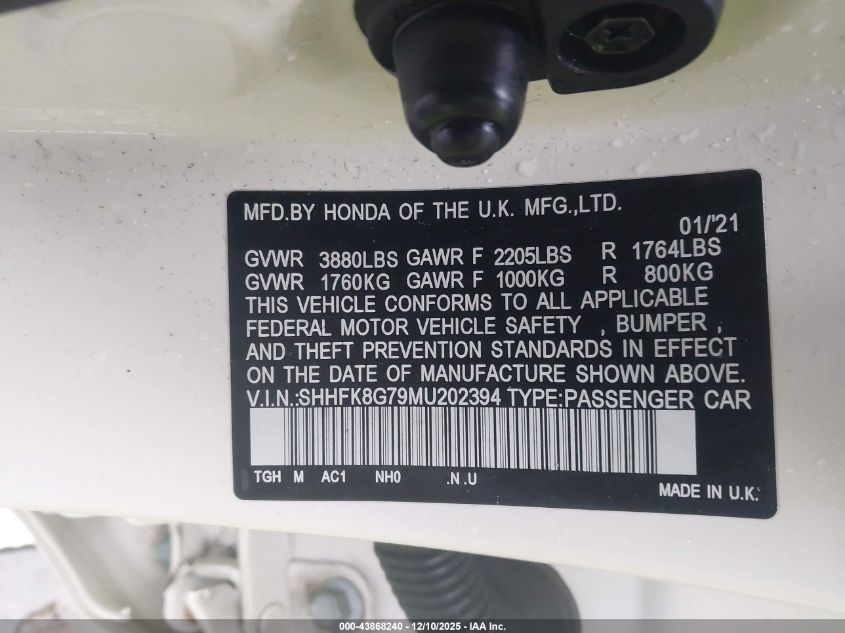 MFD.BY HONDA OF THE U.K. MFG.,LTD.
01/'21
GVWR 3880LBS GAWR F 2205LBS R 1764LBS
GVWR 1760KG GAWR F 1000KG R 800KG
THIS VEHICLE CONFORMS TO ALL APPLICABLE
FEDERAL MOTOR VEHICLE SAFETY , BUMPER ,
AND THEFT PREVENTION STANDARDS IN EFFECT
ON THE DATE OF MANUFACTURE SHOWN ABOVE.
V.I.N.:SHHFK8G79MU202394 TYPE:PASSENGER CAR
TGH M AC1 NH0 .N .U
MADE IN U.K.
000-43868240 - 12/10/2025 - IAA Inc.